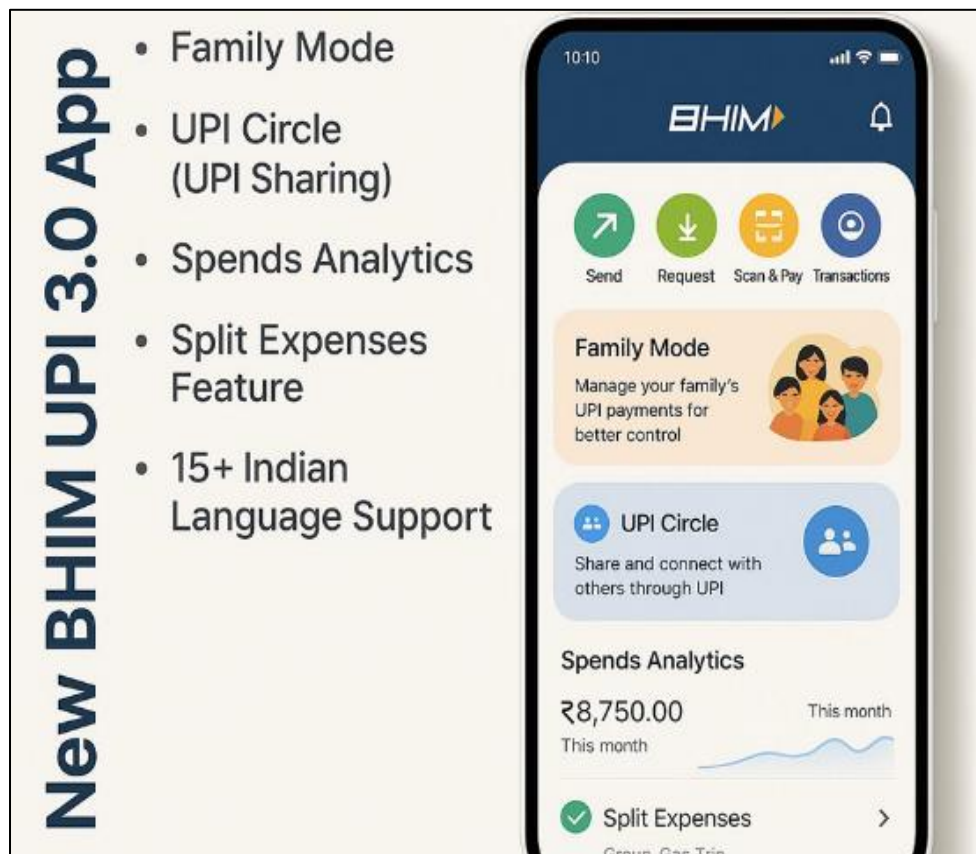 New BHIM UPI 3.0 App
• Family Mode
• UPI Circle
(UPI Sharing)
• Spends Analytics
• Split Expenses
Feature
• 15+ Indian
Language Support
10:10
BHIM
Send Request Scan & Pay Transactions
Family Mode
Manage your family's
UPI payments for
better control
UPI Circle
Share and connect with
others through UPI
Spends Analytics
₹8,750.00 This month
This month
Split Expenses